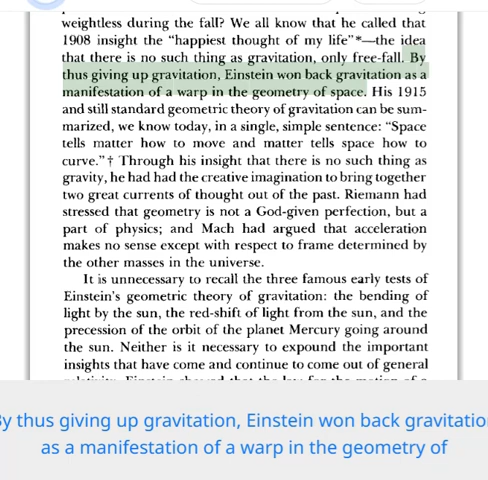 weightless during the fall? We all know that he called that
1908 insight the “happiest thought of my life”*—the idea
that there is no such thing as gravitation, only free-fall. By
thus giving up gravitation, Einstein won back gravitation as a
manifestation of a warp in the geometry of space. His 1915
and still standard geometric theory of gravitation can be sum-
marized, we know today, in a single, simple sentence: “Space
tells matter how to move and matter tells space how to
curve.”† Through his insight that there is no such thing as
gravity, he had had the creative imagination to bring together
two great currents of thought out of the past. Riemann had
stressed that geometry is not a God-given perfection, but a
part of physics; and Mach had argued that acceleration
makes no sense except with respect to frame determined by
the other masses in the universe.
It is unnecessary to recall the three famous early tests of
Einstein’s geometric theory of gravitation: the bending of
light by the sun, the red-shift of light from the sun, and the
precession of the orbit of the planet Mercury going around
the sun. Neither is it necessary to expound the important
insights that have come and continue to come out of general
By thus giving up gravitation, Einstein won back gravitation
as a manifestation of a warp in the geometry of